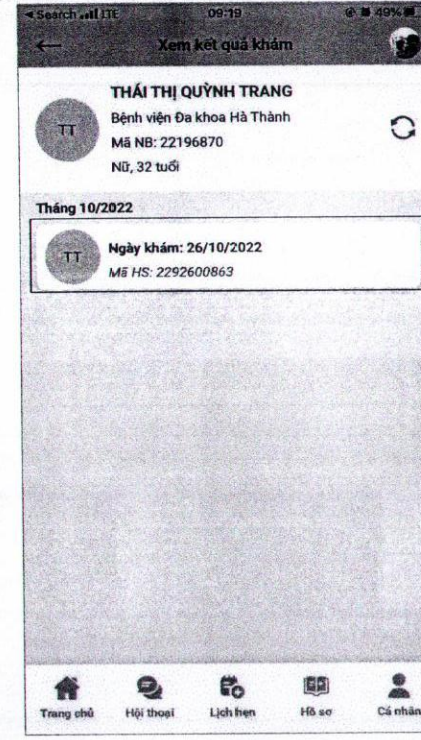 Search LTE 09:19 49%
Xem kết quả khám
THÁI THỊ QUỲNH TRANG
Bệnh viện Đa khoa Hà Thành
Mã NB: 22196870
Nữ, 32 tuổi
TT
Tháng 10/2022
Ngày khám: 26/10/2022
TT
Mã HS: 2292600863
Trang chủ Hội thoại Lịch hẹn Hồ sơ Cá nhân